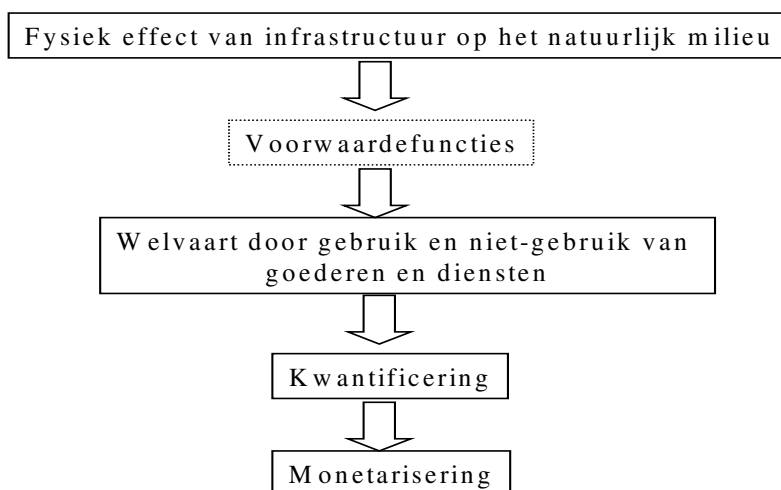 Fysiek effect van infrastructuur op het natuurlijk milieu
Voorwaardefuncties
Welvaart door gebruik en niet-gebruik van
goederen en diensten
Kwantificering
Monetarisering